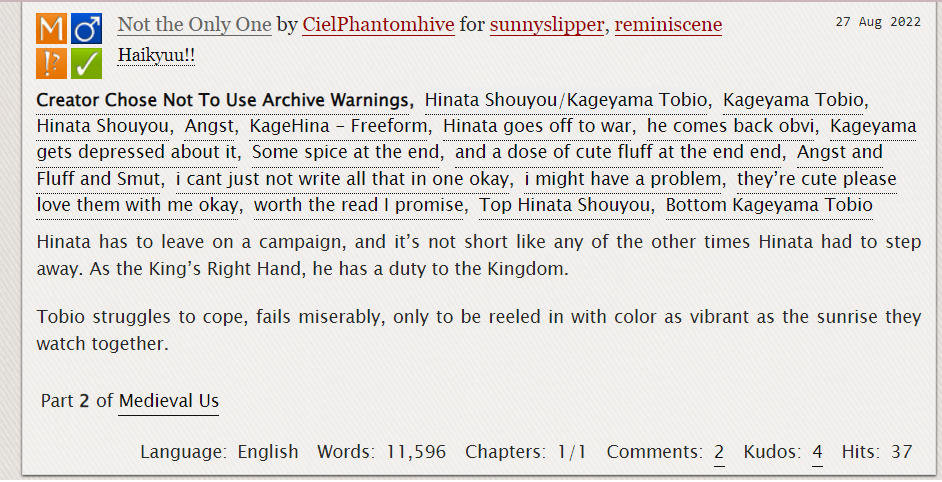 M Not the Only One by CielPhantomhive for sunnyslipper, reminiscene 27 Aug 2022
!? Haikyuu!!
Creator Chose Not To Use Archive Warnings, Hinata Shouyou/Kageyama Tobio, Kageyama Tobio,
Hinata Shouyou, Angst, KageHina – Freeform, Hinata goes off to war, he comes back obvi, Kageyama
gets depressed about it, Some spice at the end, and a dose of cute fluff at the end end, Angst and
Fluff and Smut, i cant just not write all that in one okay, i might have a problem, they’re cute please
love them with me okay, worth the read I promise, Top Hinata Shouyou, Bottom Kageyama Tobio
Hinata has to leave on a campaign, and it’s not short like any of the other times Hinata had to step
away. As the King’s Right Hand, he has a duty to the Kingdom.
Tobio struggles to cope, fails miserably, only to be reeled in with color as vibrant as the sunrise they
watch together.
Part 2 of Medieval Us
Language: English Words: 11,596 Chapters: 1/1 Comments: 2 Kudos: 4 Hits: 37